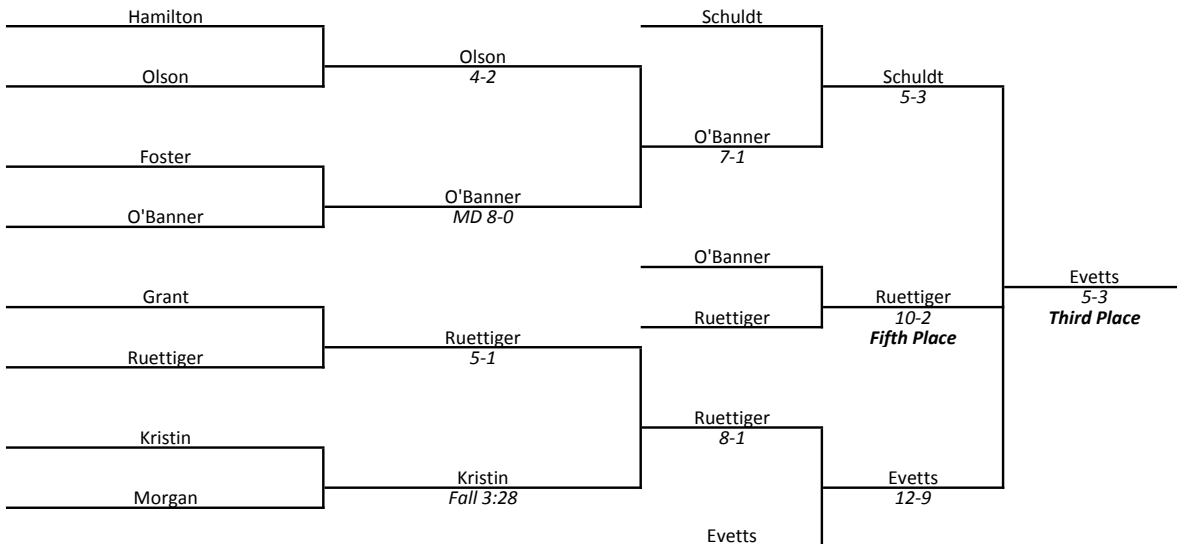 Hamilton
Schuldt
Olson
4-2
Olson
Schuldt
5-3
O'Banner
7-1
Foster
O'Banner
MD 8-0
O'Banner
O'Banner
Grant
Ruettiger
10-2
Fifth Place
Evetts
5-3
Third Place
Ruettiger
Ruettiger
5-1
Ruettiger
Ruettiger
8-1
Kristin
Kristin
Fall 3:28
Evetts
12-9
Morgan
Evetts